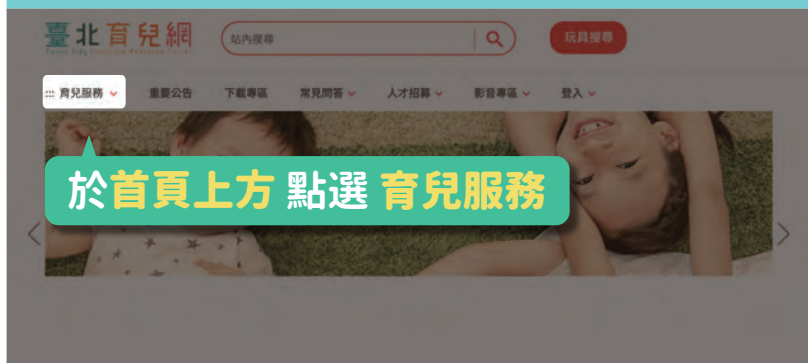 臺北育兒網
站內搜尋
玩具搜尋
::: 育兒服務
重要公告
下載專區
常見問答
人才招募
影音專區
登入
於首頁上方 點選 育兒服務